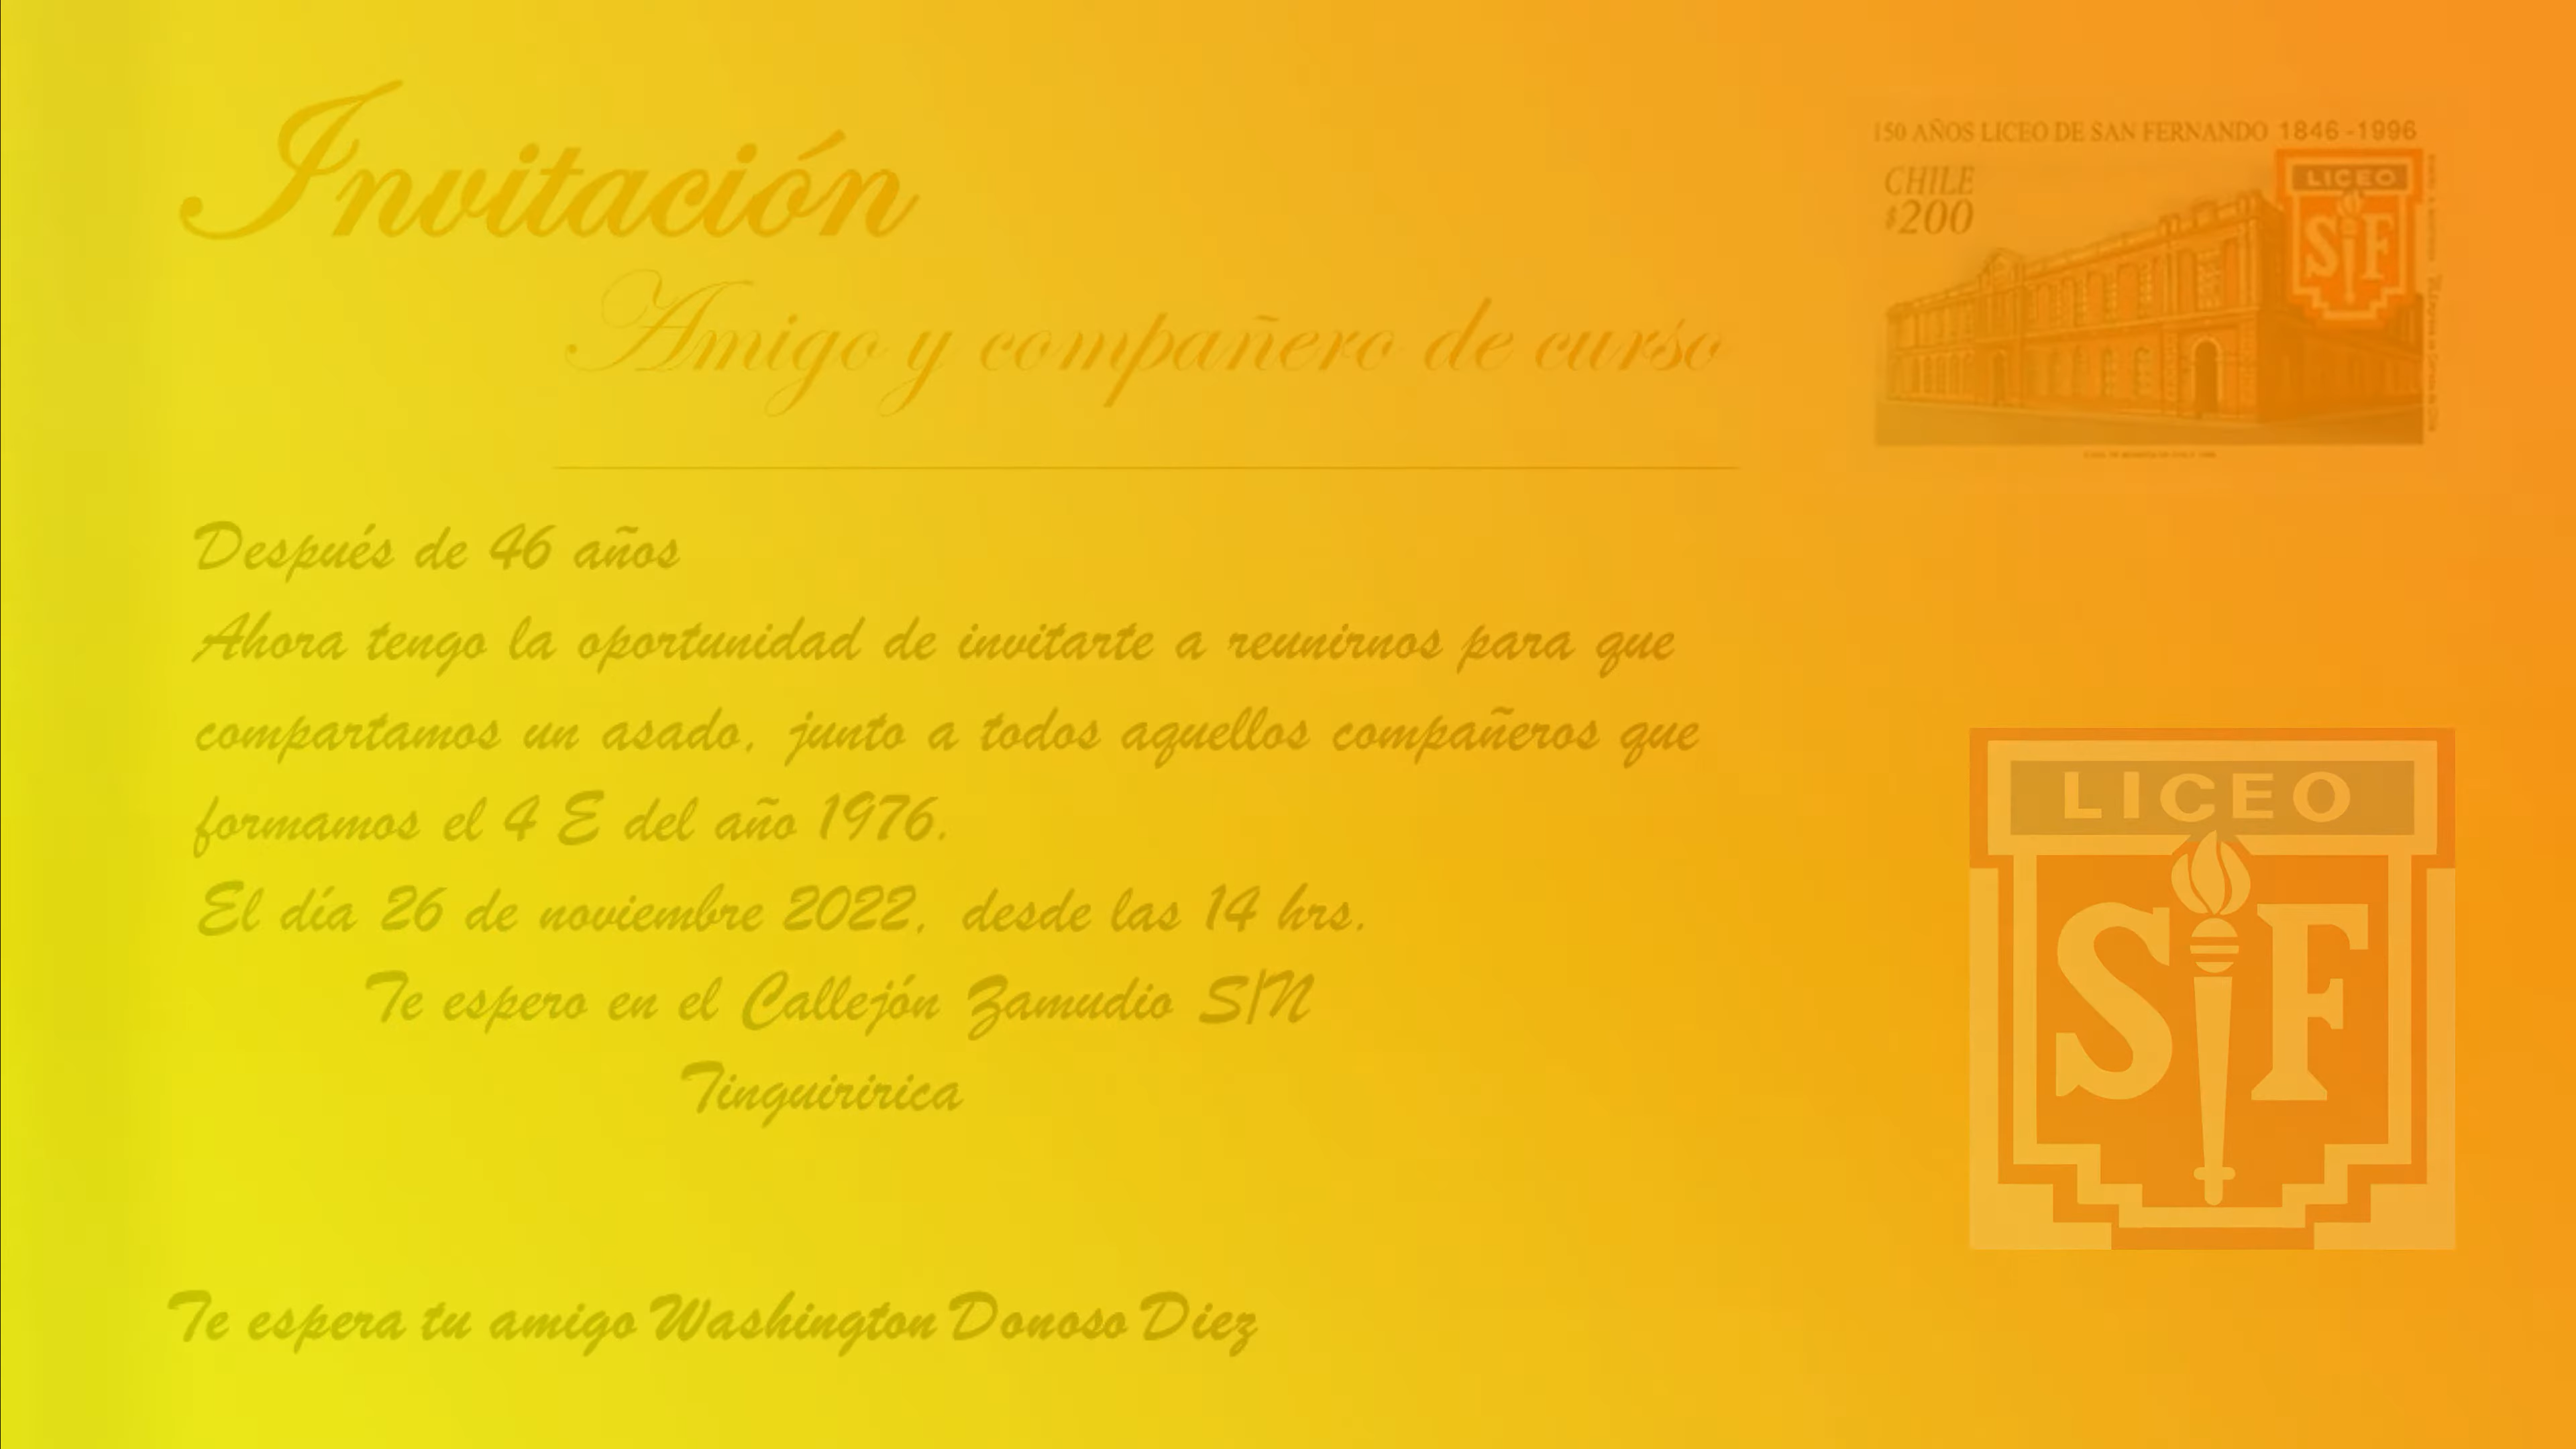 Invitación
Amigo y compañero de curso
150 AÑOS LICEO DE SAN FERNANDO 1846 -1996
CHILE
$200
LICEO
SF
Después de 46 años
Ahora tengo la oportunidad de invitarte a reunirnos para que
compartamos un asado, junto a todos aquellos compañeros que
formamos el 4 E del año 1976.
El día 26 de noviembre 2022, desde las 14 hrs.
Te espero en el Callejón Zamudio S/N
Tinguiririca
LICEO
SF
Te espera tu amigo Washington Donoso Diez